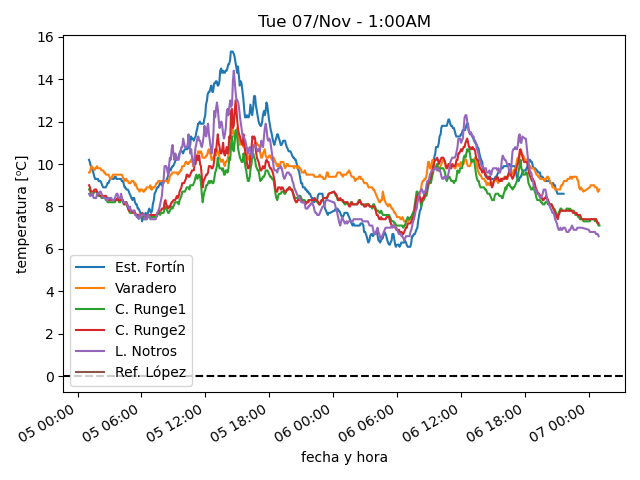 Tue 07/Nov - 1:00AM
temperatura [ºC]
16
14
12
10
8
6
4
2
0
Est. Fortín
Varadero
C. Runge1
C. Runge2
L. Notros
Ref. López
05 00:00
05 06:00
05 12:00
05 18:00
06 00:00
06 06:00
06 12:00
06 18:00
07 00:00
fecha y hora